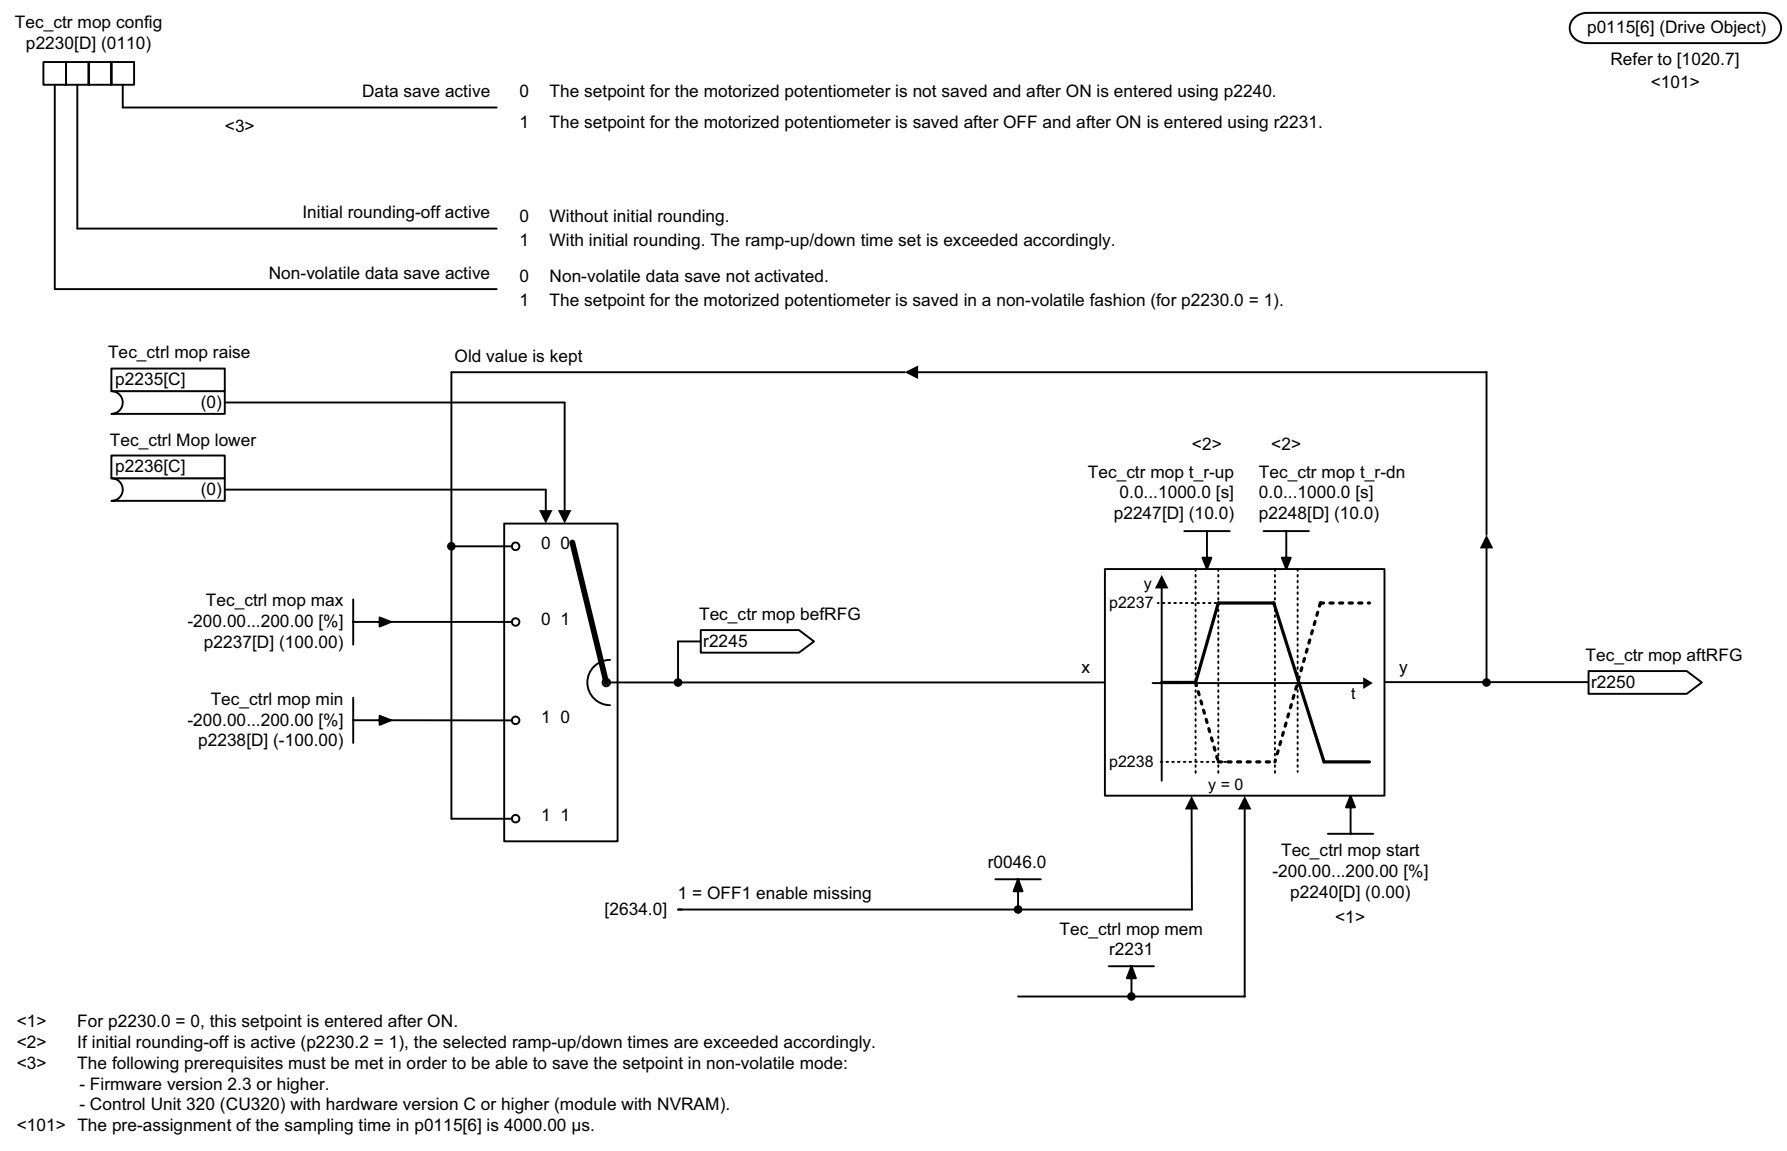 Tec_ctr mop config
p2230[D] (0110)
p0115[6] (Drive Object)
Refer to [1020.7]
<101>
Data save active 0 The setpoint for the motorized potentiometer is not saved and after ON is entered using p2240.
<3>
1 The setpoint for the motorized potentiometer is saved after OFF and after ON is entered using r2231.
Initial rounding-off active 0 Without initial rounding.
1 With initial rounding. The ramp-up/down time set is exceeded accordingly.
Non-volatile data save active 0 Non-volatile data save not activated.
1 The setpoint for the motorized potentiometer is saved in a non-volatile fashion (for p2230.0 = 1).
Tec_ctrl mop raise
p2235[C]
(0)
Old value is kept
Tec_ctrl Mop lower
p2236[C]
(0)
<2> <2>
Tec_ctr mop t_r-up
0.0...1000.0 [s]
p2247[D] (10.0)
Tec_ctr mop t_r-dn
0.0...1000.0 [s]
p2248[D] (10.0)
0 0
Tec_ctrl mop max
-200.00...200.00 [%]
p2237[D] (100.00)
0 1
Tec_ctr mop befRFG
r2245
Tec_ctrl mop min
-200.00...200.00 [%]
p2238[D] (-100.00)
1 0
1 1
x
y
p2237
t
p2238
y = 0
y
Tec_ctr mop aftRFG
r2250
Tec_ctrl mop start
-200.00...200.00 [%]
p2240[D] (0.00)
<1>
r0046.0
1 = OFF1 enable missing
[2634.0]
Tec_ctrl mop mem
r2231
<1> For p2230.0 = 0, this setpoint is entered after ON.
<2> If initial rounding-off is active (p2230.2 = 1), the selected ramp-up/down times are exceeded accordingly.
<3> The following prerequisites must be met in order to be able to save the setpoint in non-volatile mode:
- Firmware version 2.3 or higher.
- Control Unit 320 (CU320) with hardware version C or higher (module with NVRAM).
<101> The pre-assignment of the sampling time in p0115[6] is 4000.00 µs.